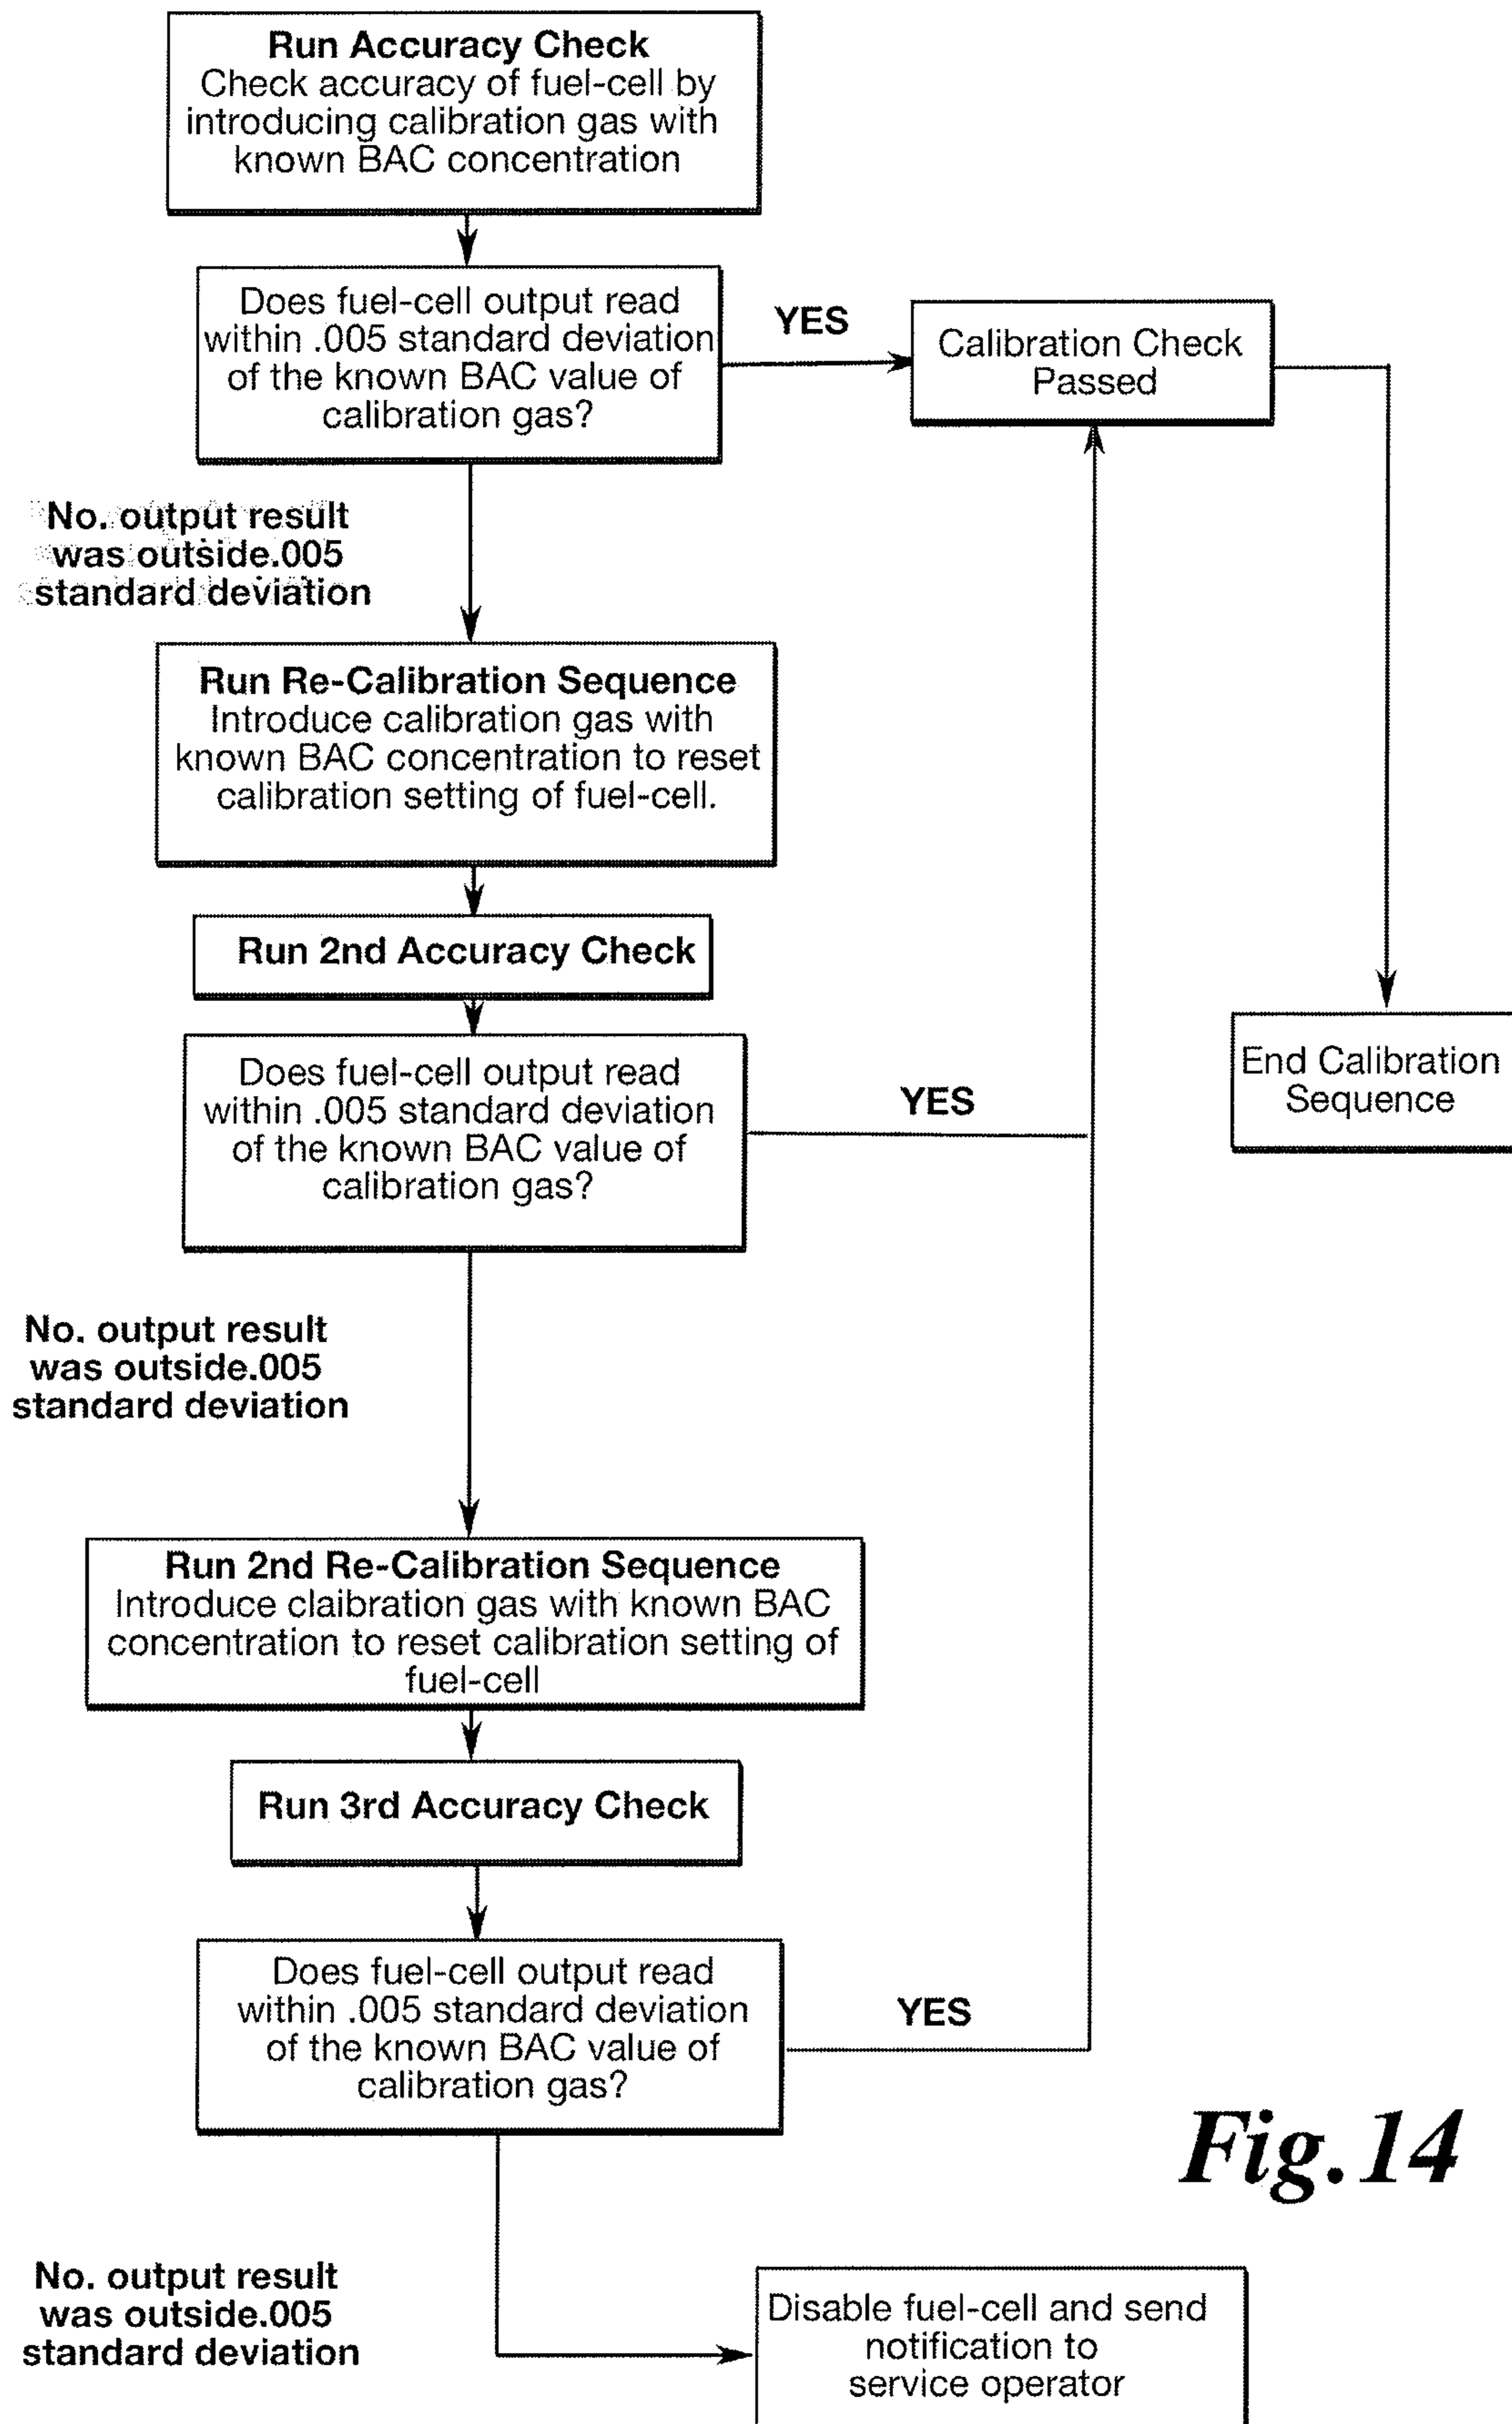 Run Accuracy Check
Check accuracy of fuel-cell by
introducing calibration gas with
known BAC concentration
Does fuel-cell output read
within .005 standard deviation
of the known BAC value of
calibration gas?
YES
Calibration Check
Passed
No. output result
was outside.005
standard deviation
Run Re-Calibration Sequence
Introduce calibration gas with
known BAC concentration to reset
calibration setting of fuel-cell.
Run 2nd Accuracy Check
Does fuel-cell output read
within .005 standard deviation
of the known BAC value of
calibration gas?
YES
End Calibration
Sequence
No. output result
was outside.005
standard deviation
Run 2nd Re-Calibration Sequence
Introduce claibration gas with known BAC
concentration to reset calibration setting of
fuel-cell
Run 3rd Accuracy Check
Does fuel-cell output read
within .005 standard deviation
of the known BAC value of
calibration gas?
YES
Fig.14
No. output result
was outside.005
standard deviation
Disable fuel-cell and send
notification to
service operator